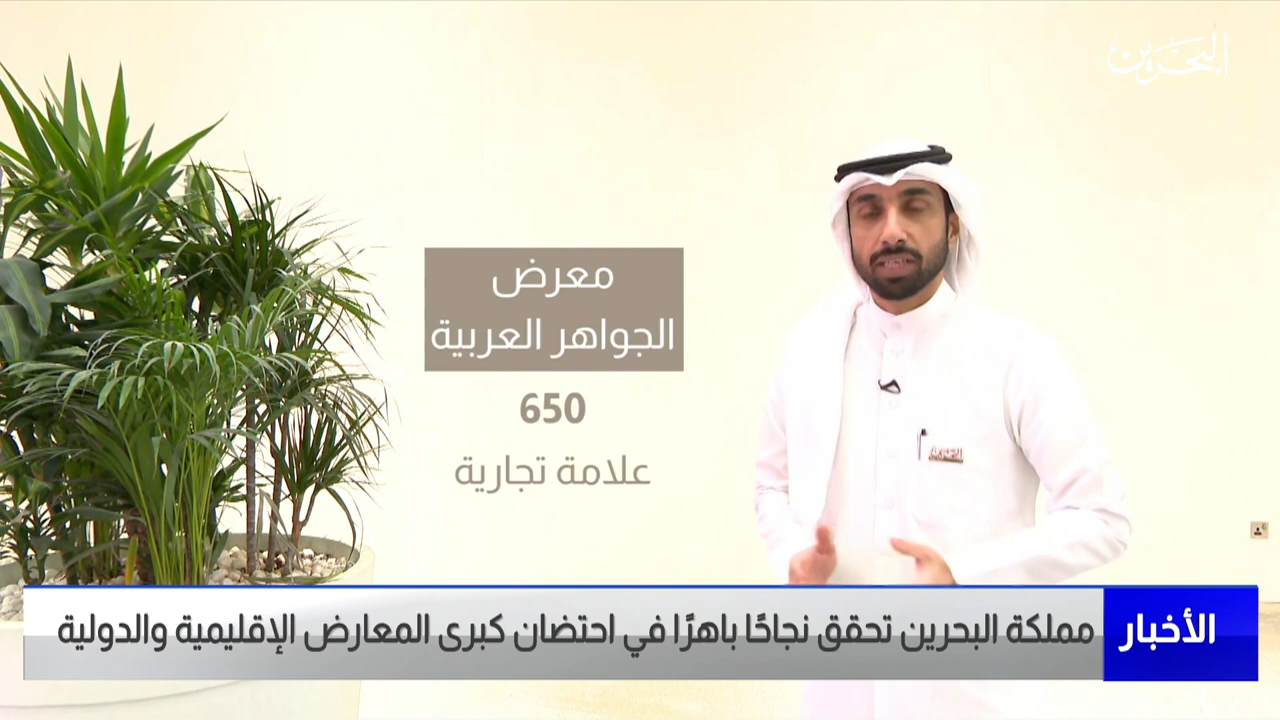 البحرين
معرض
الجواهر العربية
650
علامة تجارية
الأخبار
مملكة البحرين تحقق نجاحًا باهرًا في احتضان كبرى المعارض الإقليمية والدولية